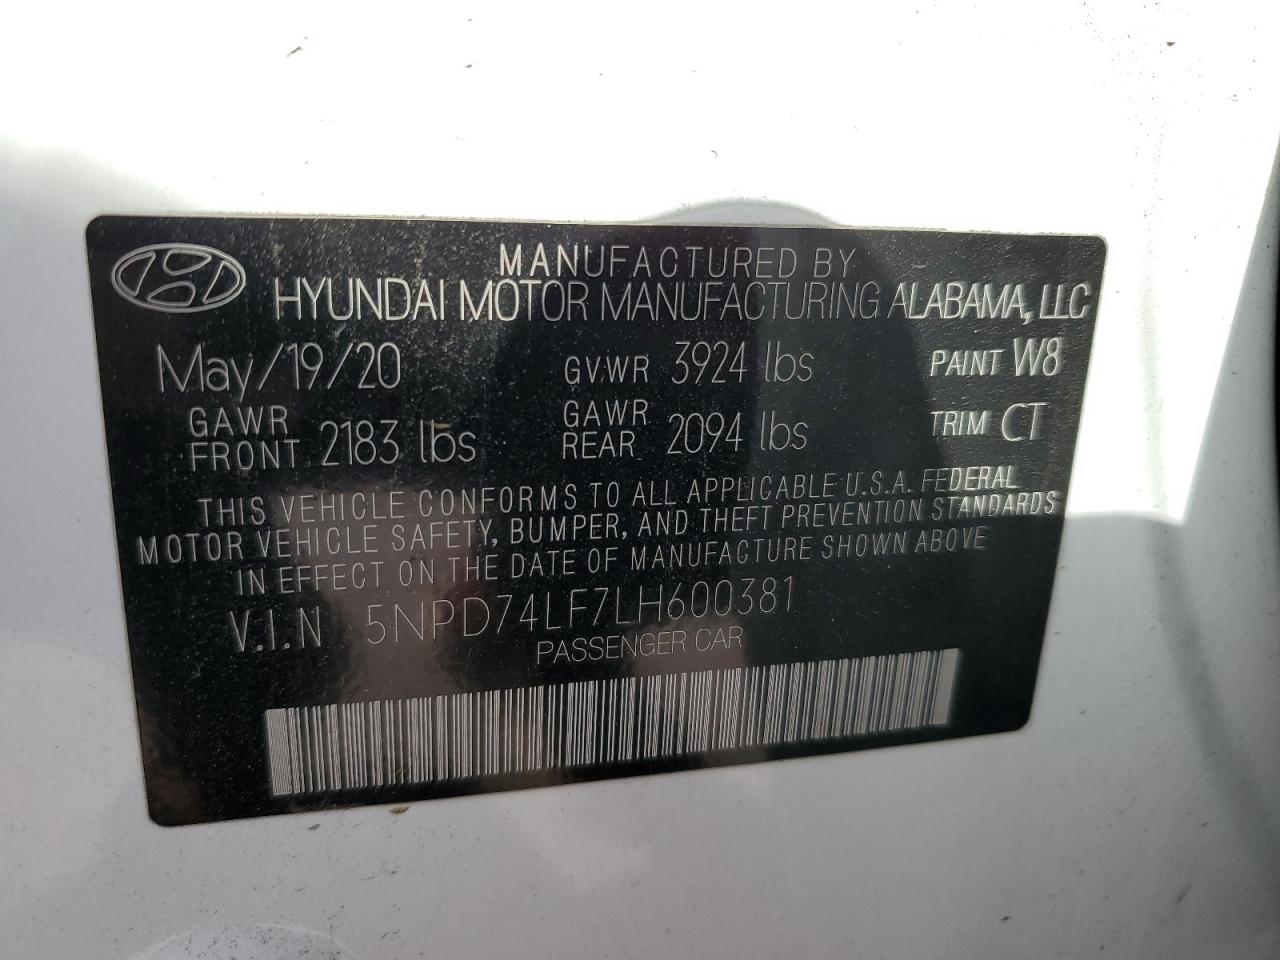 MANUFACTURED BY
HYUNDAI MOTOR MANUFACTURING ALABAMA, LLC
May/19/20 GVWR 3924 lbs PAINT W8
GAWR FRONT 2183 lbs GAWR REAR 2094 lbs TRIM CT
THIS VEHICLE CONFORMS TO ALL APPLICABLE U.S.A. FEDERAL
MOTOR VEHICLE SAFETY, BUMPER, AND THEFT PREVENTION STANDARDS
IN EFFECT ON THE DATE OF MANUFACTURE SHOWN ABOVE
V.I.N 5NPD74LF7LH600381
PASSENGER CAR